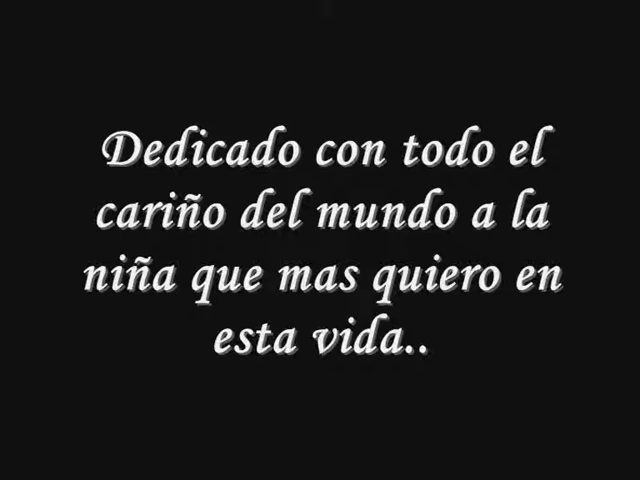 Dedicado con todo el
cariño del mundo a la
niña que mas quiero en
esta vida..